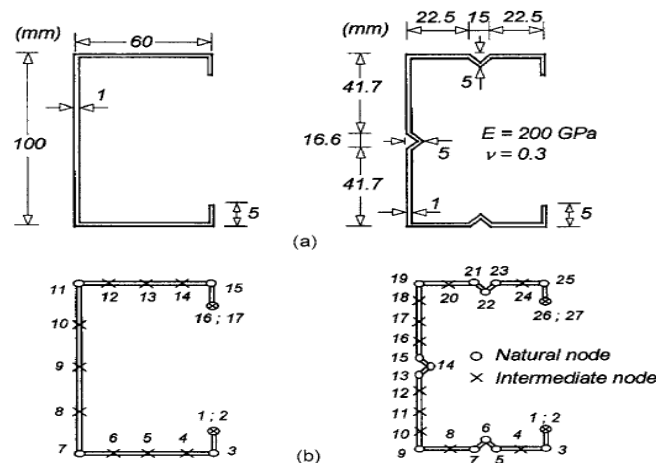 (mm)
60
1
100
5
(mm)
22.5 15 22.5
5
41.7
16.6
41.7
5
E = 200 GPa
ν = 0.3
1
5
(a)
11 12 13 14 15
16 ; 17
10
9
8
1 ; 2
7 6 5 4 3
19 20 21 22 23 24 25
26 ; 27
18
17
16
15
14
13
12
11
10
Natural node
Intermediate node
1 ; 2
9 8 7 6 5 4 3
(b)